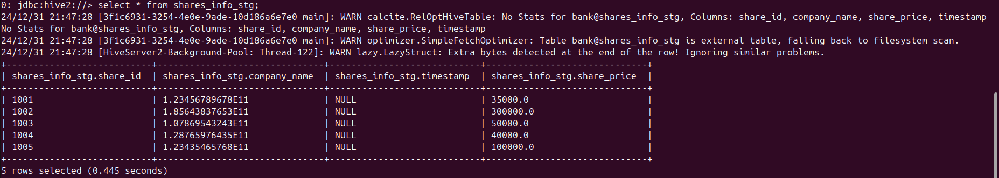 0: jdbc:hive2://> select * from shares_info_stg;
24/12/31 21:47:28 [3f1c6931-3254-4e0e-9ade-10d186a6e7e0 main]: WARN calcite.RelOptHiveTable: No Stats for bank@shares_info_stg, Columns: share_id, company_name, share_price, timestamp
No Stats for bank@shares_info_stg, Columns: share_id, company_name, share_price, timestamp
24/12/31 21:47:28 [3f1c6931-3254-4e0e-9ade-10d186a6e7e0 main]: WARN optimizer.SimpleFetchOptimizer: Table bank@shares_info_stg is external table, falling back to filesystem scan.
24/12/31 21:47:28 [HiveServer2-Background-Pool: Thread-122]: WARN lazy.LazyStruct: Extra bytes detected at the end of the row! Ignoring similar problems.
+---------------------------+-------------------------------+----------------------------+------------------------------+
| shares_info_stg.share_id  | shares_info_stg.company_name  | shares_info_stg.timestamp  | shares_info_stg.share_price  |
+---------------------------+-------------------------------+----------------------------+------------------------------+
| 1001                      | 1.23456789678E11              | NULL                       | 35000.0                      |
| 1002                      | 1.85643837653E11              | NULL                       | 300000.0                     |
| 1003                      | 1.07869543243E11              | NULL                       | 50000.0                      |
| 1004                      | 1.28765976435E11              | NULL                       | 40000.0                      |
| 1005                      | 1.23435465768E11              | NULL                       | 100000.0                     |
+---------------------------+-------------------------------+----------------------------+------------------------------+
5 rows selected (0.445 seconds)